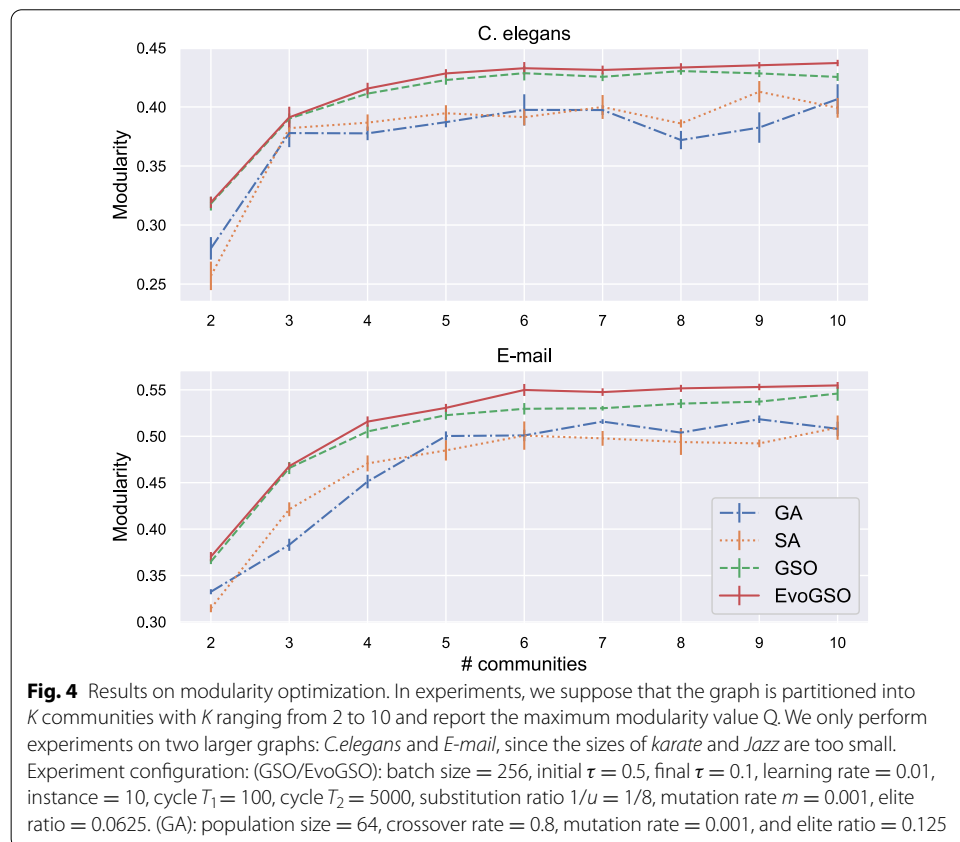 C. elegans
0.45
0.40
0.35
0.30
0.25
Modularity
2 3 4 5 6 7 8 9 10
E-mail
0.55
0.50
0.45
0.40
0.35
0.30
Modularity
GA
SA
GSO
EvoGSO
2 3 4 5 6 7 8 9 10
# communities
Fig. 4 Results on modularity optimization. In experiments, we suppose that the graph is partitioned into
K communities with K ranging from 2 to 10 and report the maximum modularity value Q. We only perform
experiments on two larger graphs: C.elegans and E-mail, since the sizes of karate and Jazz are too small.
Experiment configuration: (GSO/EvoGSO): batch size = 256, initial τ = 0.5, final τ = 0.1, learning rate = 0.01,
instance = 10, cycle T₁= 100, cycle T₂ = 5000, substitution ratio 1/u = 1/8, mutation rate m = 0.001, elite
ratio = 0.0625. (GA): population size = 64, crossover rate = 0.8, mutation rate = 0.001, and elite ratio = 0.125